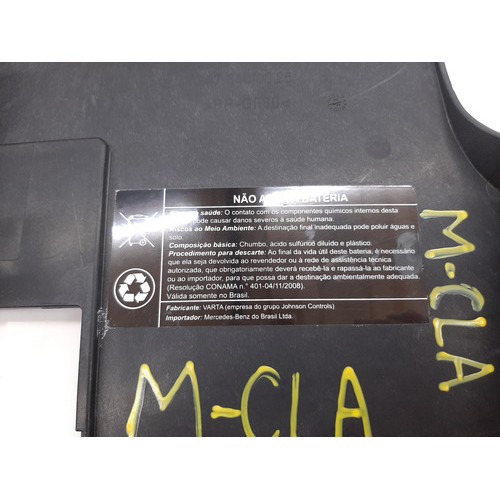 NÃO A BATERIA
saúde: O contato com os componentes químicos internos desta
pode causar danos severos à saúde humana.
Riscos ao Meio Ambiente: A destinação final inadequada pode poluir águas e
solo
Composição básica: Chumbo, ácido sulfúrico diluído e plástico.
Procedimento para descarte: Ao final da vida útil deste bateria, é necessário
que ela seja devolvida ao revendedor ou à rede de assistência técnica
autorizada, que obrigatoriamente deverá recebê-la e rapassá-la ao fabricante
ou ao importador, para que possa dar a destinação ambientalmente adequada.
(Resolução CONAMA n.° 401-04/11/2008).
Válida somente no Brasil.
Fabricante: VARTA (empresa do grupo Johnson Controls)
Importador: Mercedes-Benz do Brasil Ltda.
M-CLA
M-CLA